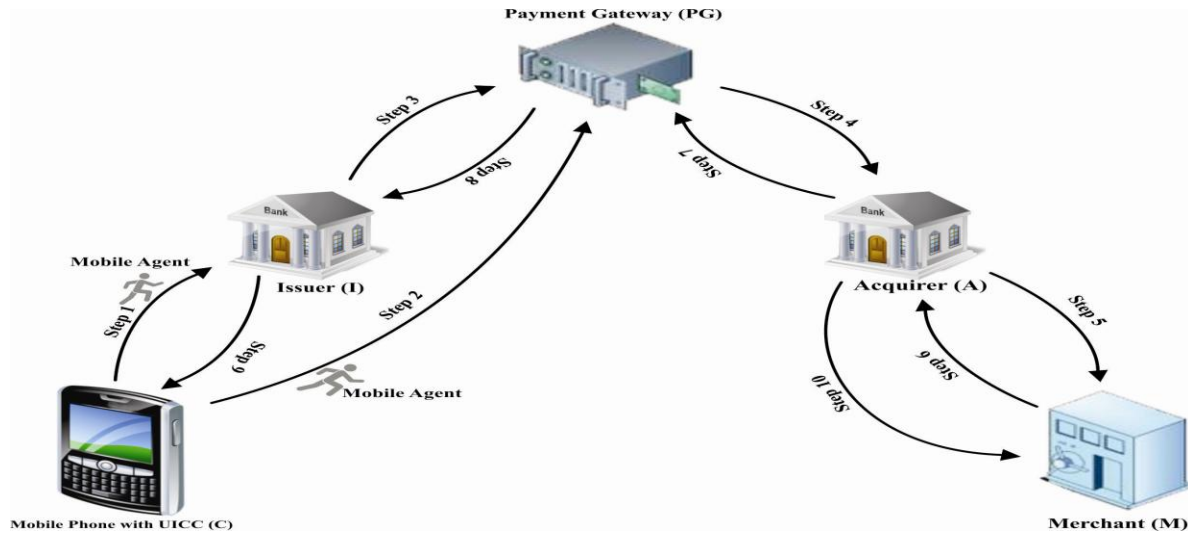 Payment Gateway (PG)
Step 3
Step 4
Step 7
Step 8
Bank
Bank
Mobile Agent
Issuer (I)
Acquirer (A)
Step 1
Step 2
Step 5
Step 9
Step 6
Mobile Agent
Step 10
Mobile Phone with UICC (C)
Merchant (M)